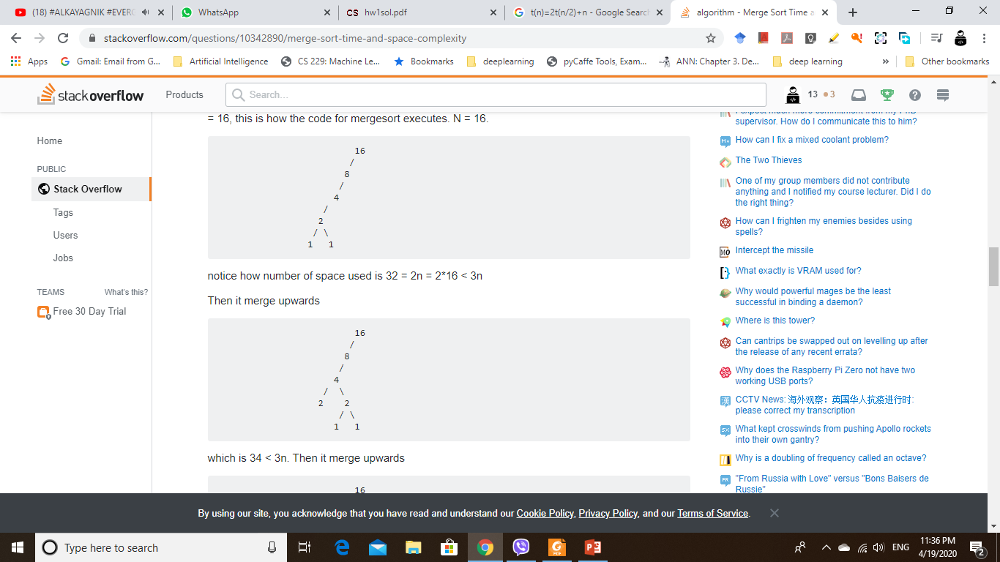 (18) #ALKAYAGNIK #EVERG
WhatsApp
CS hw1sol.pdf
t(n)=2t(n/2)+n - Google Search
algorithm - Merge Sort Time a
stackoverflow.com/questions/10342890/merge-sort-time-and-space-complexity
Apps
Gmail: Email from G...
Artificial Intelligence
CS 229: Machine Le...
Bookmarks
deeplearning
pyCaffe Tools, Exam...
ANN: Chapter 3. De...
deep learning
»
Other bookmarks
stackoverflow
Products
Search...
13 • 3
Home
PUBLIC
Stack Overflow
Tags
Users
Jobs
TEAMS What's this?
Free 30 Day Trial
= 16, this is how the code for mergesort executes. N = 16.
16
/
8
/
4
/
2
/ \
1 1
notice how number of space used is 32 = 2n = 2*16 < 3n
Then it merge upwards
16
/
8
/
4
/ \
2 2
/ \
1 1
which is 34 < 3n. Then it merge upwards
16
I expect much more commitment from my PhD
supervisor. How do I communicate this to him?
How can I fix a mixed coolant problem?
The Two Thieves
One of my group members did not contribute
anything and I notified my course lecturer. Did I do
the right thing?
How can I frighten my enemies besides using
spells?
Intercept the missile
What exactly is VRAM used for?
Why would powerful mages be the least
successful in binding a daemon?
Where is this tower?
Can cantrips be swapped out on levelling up after
the release of any recent errata?
Why does the Raspberry Pi Zero not have two
working USB ports?
CCTV News: 海外观察：英国华人抗疫进行时:
please correct my transcription
What kept crosswinds from pushing Apollo rockets
into their own gantry?
Why is a doubling of frequency called an octave?
"From Russia with Love" versus "Bons Baisers de
Russie"
By using our site, you acknowledge that you have read and understand our Cookie Policy, Privacy Policy, and our Terms of Service.
Type here to search
ENG
11:36 PM
4/19/2020
2